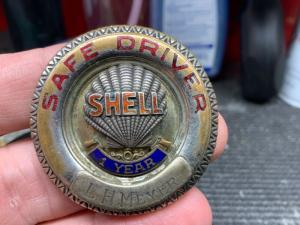 SAFE DRIVER
SHELL
1 YEAR
L.H.MEYER